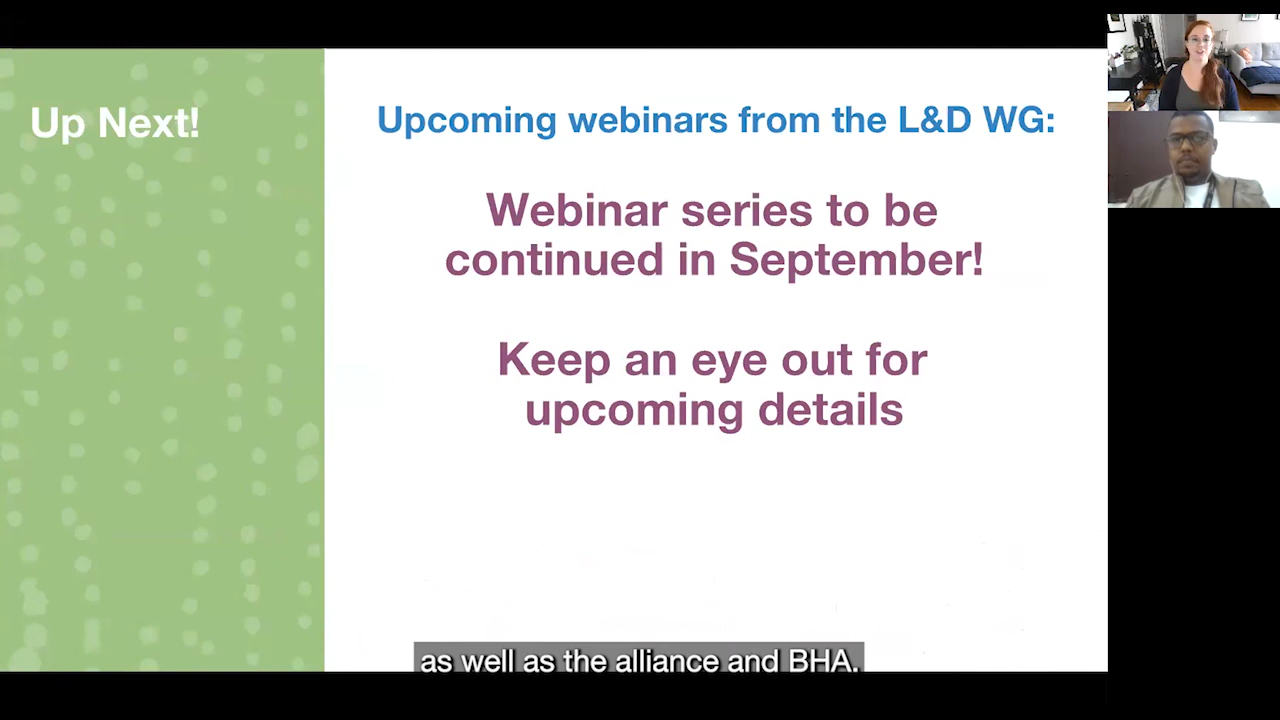 Up Next!
Upcoming webinars from the L&D WG:
Webinar series to be
continued in September!
Keep an eye out for
upcoming details
as well as the alliance and BHA.